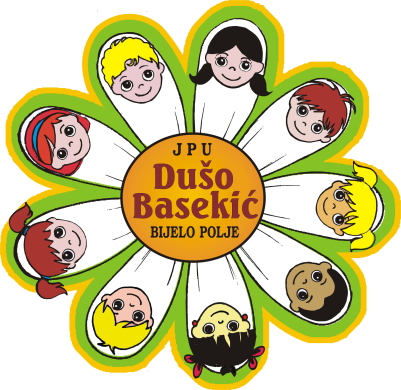 JPU
Dušo
Basekić
BIJELO POLJE